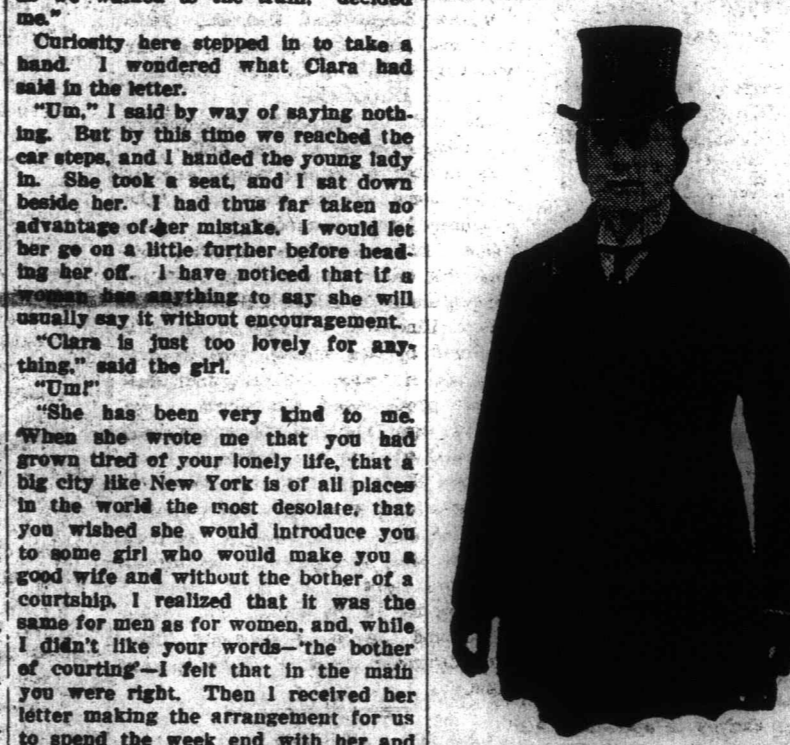 me."
Curiosity here stepped in to take a
hand. I wondered what Clara had
said in the letter.
"Um," I said by way of saying noth-
ing. But by this time we reached the
car steps, and I handed the young lady
in. She took a seat, and I sat down
beside her. I had thus far taken no
advantage of her mistake. I would let
her go on a little further before head-
ing her off. I have noticed that if a
woman has anything to say she will
usually say it without encouragement.
"Clara is just too lovely for any-
thing," said the girl.
"Um!"
"She has been very kind to me.
When she wrote me that you had
grown tired of your lonely life, that a
big city like New York is of all places
in the world the most desolate, that
you wished she would introduce you
to some girl who would make you a
good wife and without the bother of a
courtship, I realized that it was the
same for men as for women, and, while
I didn't like your words—'the bother
of courting'—I felt that in the main
you were right. Then I received her
letter making the arrangement for us
to spend the week end with her and